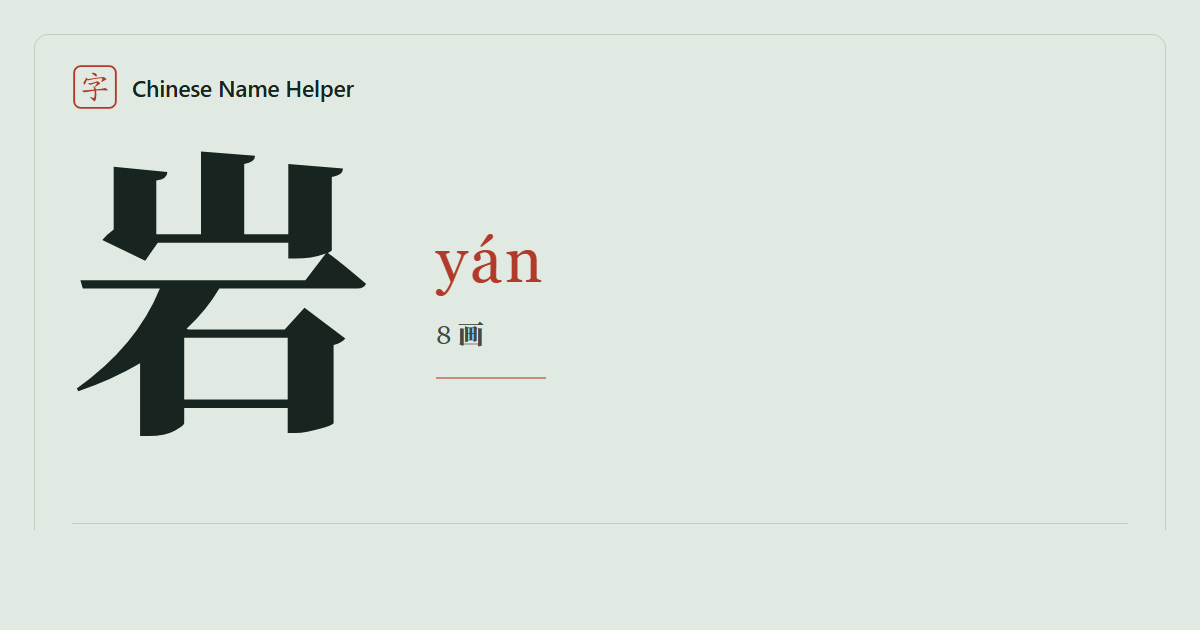 字 Chinese Name Helper
岩
yán
8 画